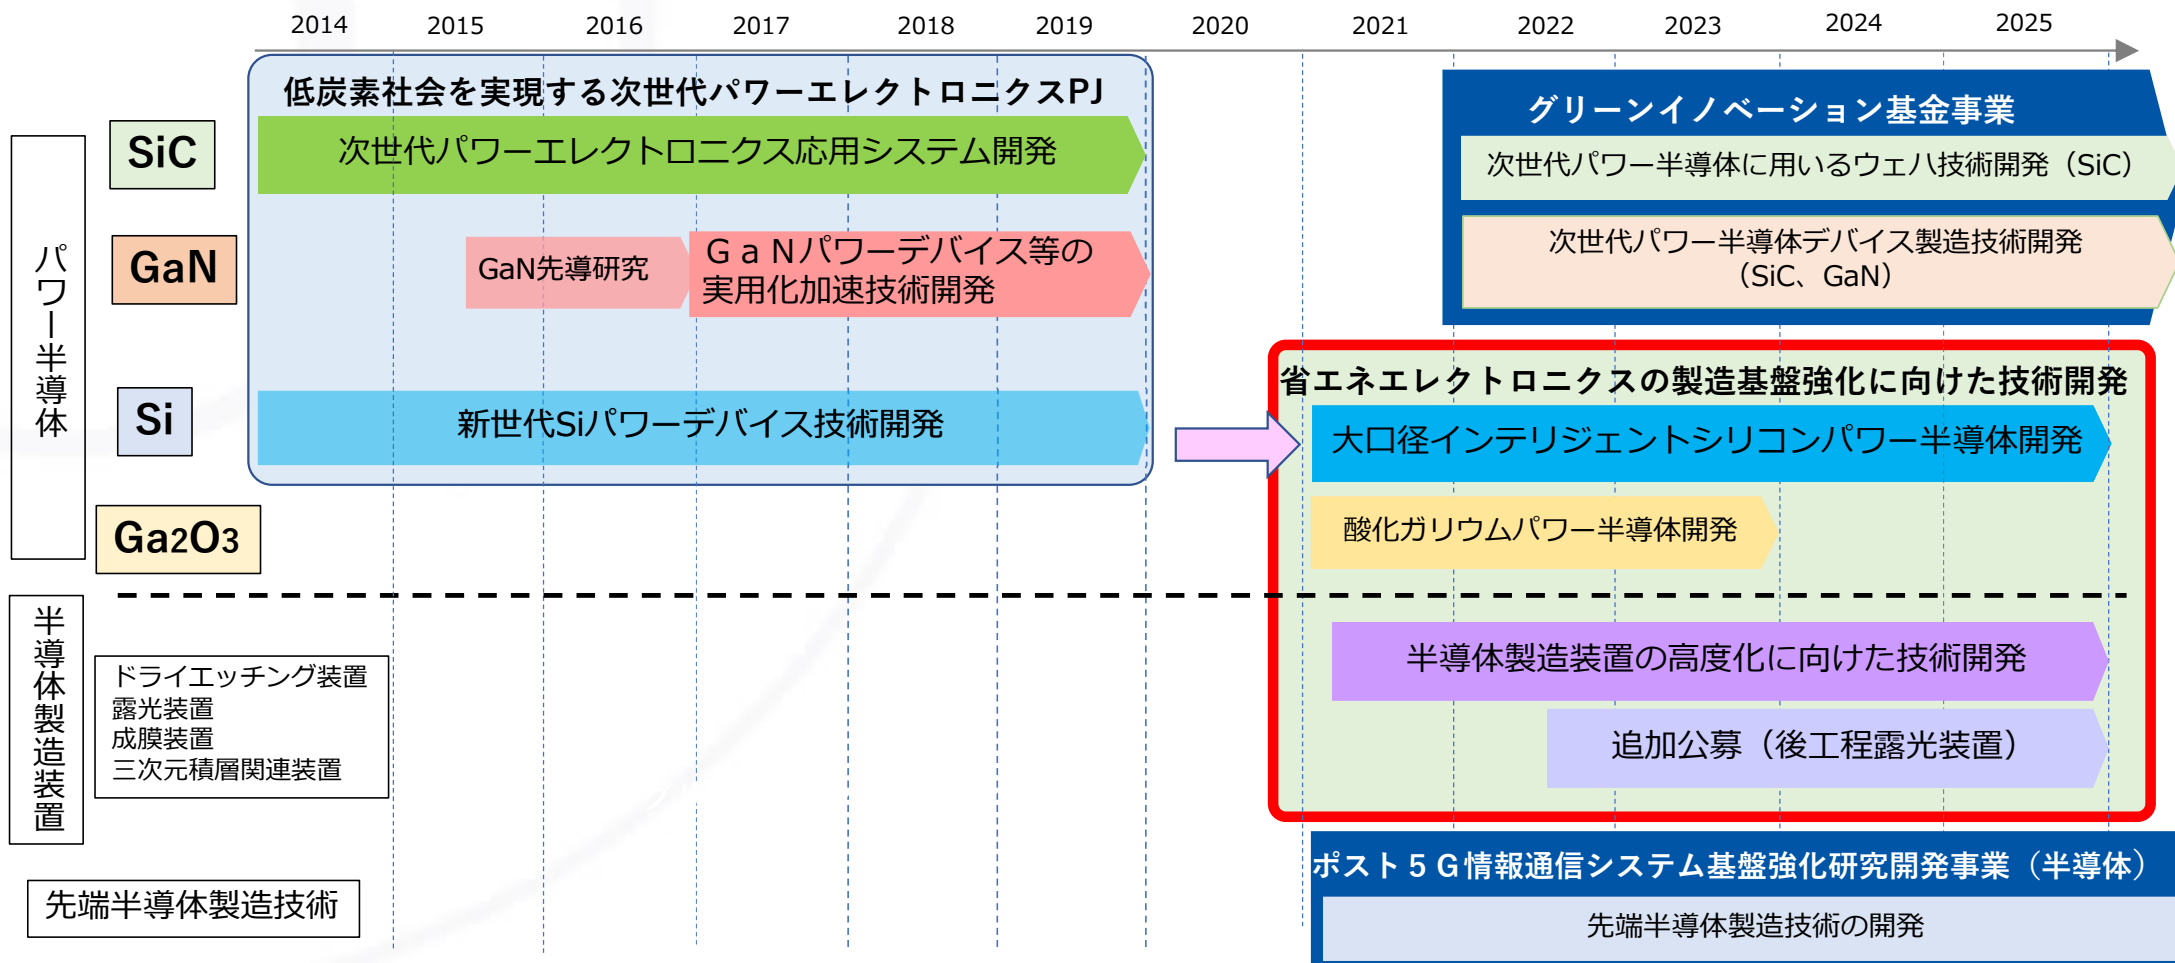 2014 2015 2016 2017 2018 2019 2020 2021 2022 2023 2024 2025
低炭素社会を実現する次世代パワーエレクトロニクスPJ
グリーンイノベーション基金事業
パワー半導体
SiC
次世代パワーエレクトロニクス応用システム開発
次世代パワー半導体に用いるウェハ技術開発（SiC）
GaN
GaN先導研究
ＧａＮパワーデバイス等の
実用化加速技術開発
次世代パワー半導体デバイス製造技術開発
（SiC、GaN）
省エネエレクトロニクスの製造基盤強化に向けた技術開発
Si
新世代Siパワーデバイス技術開発
大口径インテリジェントシリコンパワー半導体開発
Ga2O3
酸化ガリウムパワー半導体開発
半導体製造装置
ドライエッチング装置
露光装置
成膜装置
三次元積層関連装置
半導体製造装置の高度化に向けた技術開発
追加公募（後工程露光装置）
ポスト５Ｇ情報通信システム基盤強化研究開発事業（半導体）
先端半導体製造技術
先端半導体製造技術の開発